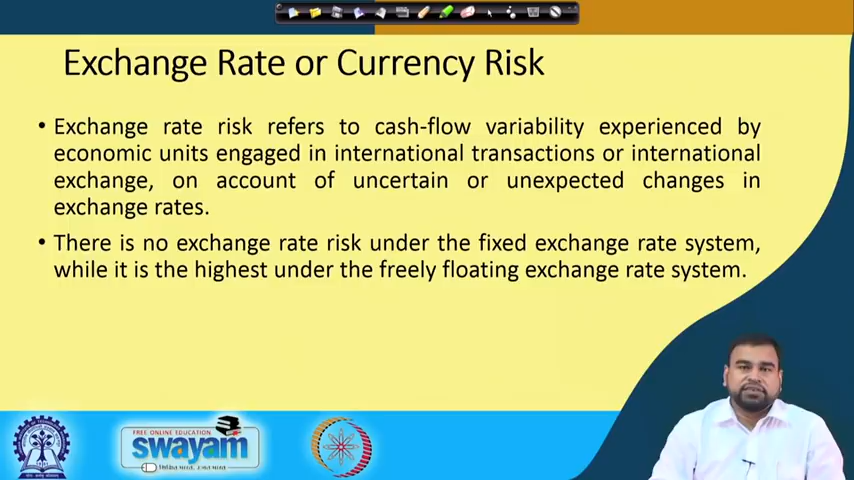 Exchange Rate or Currency Risk
• Exchange rate risk refers to cash-flow variability experienced by
economic units engaged in international transactions or international
exchange, on account of uncertain or unexpected changes in
exchange rates.
• There is no exchange rate risk under the fixed exchange rate system,
while it is the highest under the freely floating exchange rate system.
FREE ONLINE EDUCATION
swayam